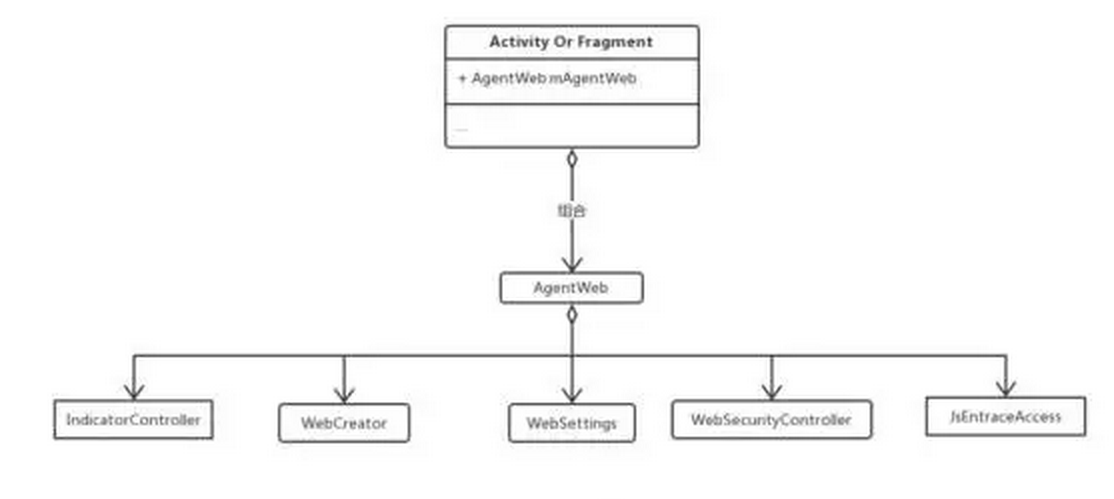 Activity Or Fragment
+ AgentWeb mAgentWeb
...
组合
AgentWeb
IndicatorController
WebCreator
WebSettings
WebSecurityController
JsEntraceAccess